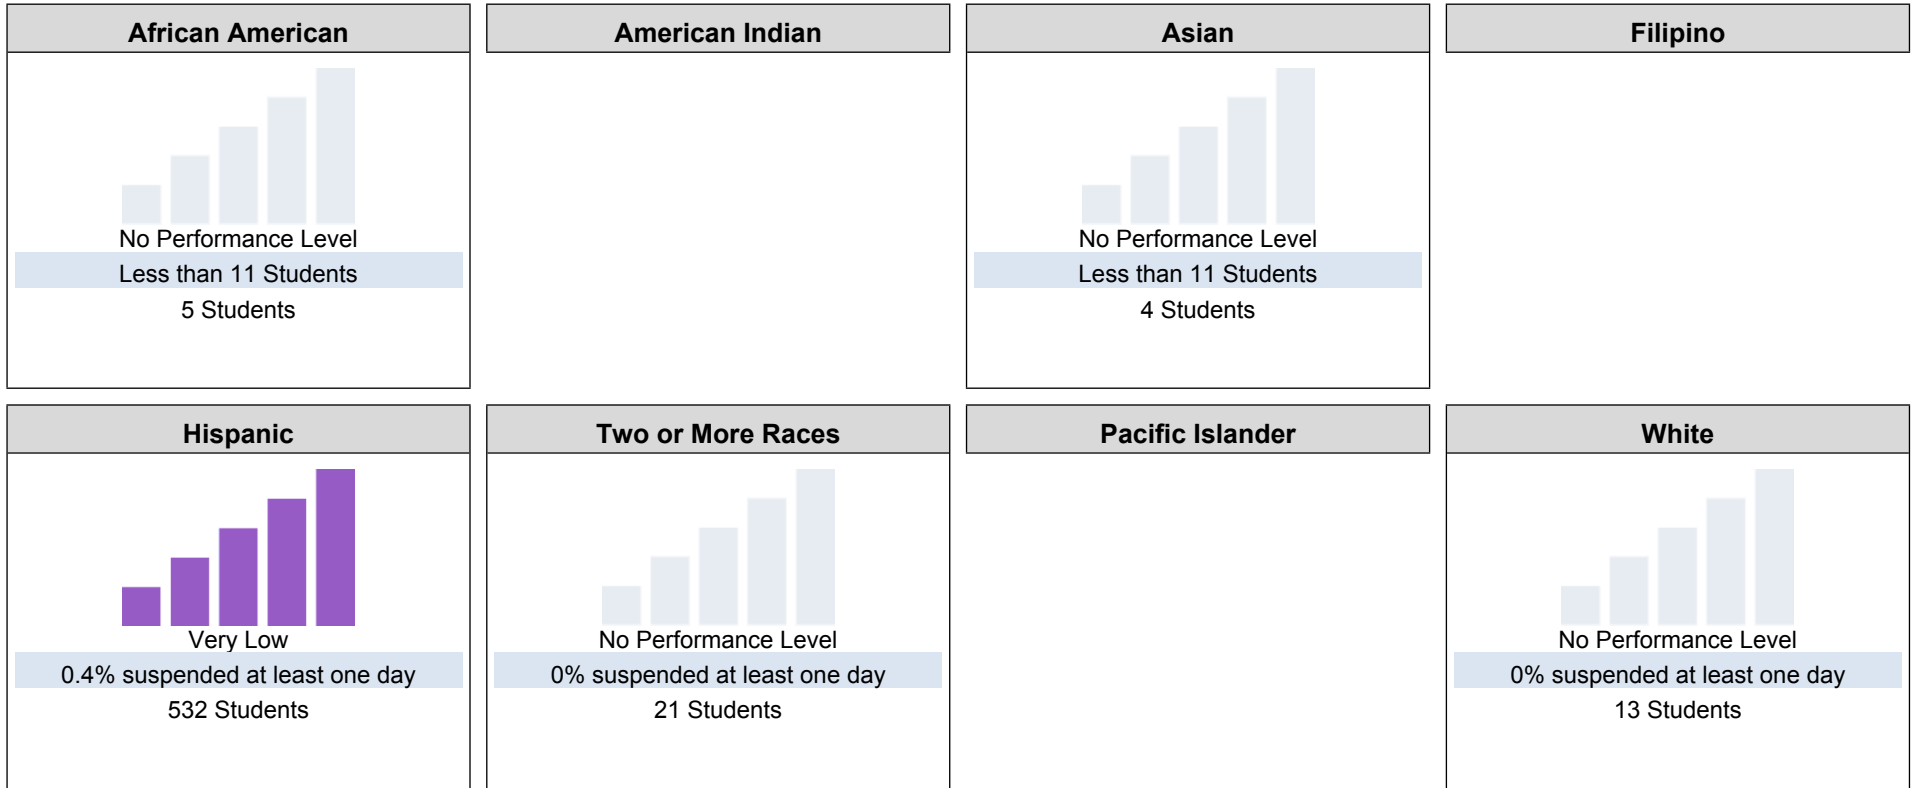 African American
No Performance Level
Less than 11 Students
5 Students
American Indian
Asian
No Performance Level
Less than 11 Students
4 Students
Filipino
Hispanic
Very Low
0.4% suspended at least one day
532 Students
Two or More Races
No Performance Level
0% suspended at least one day
21 Students
Pacific Islander
White
No Performance Level
0% suspended at least one day
13 Students